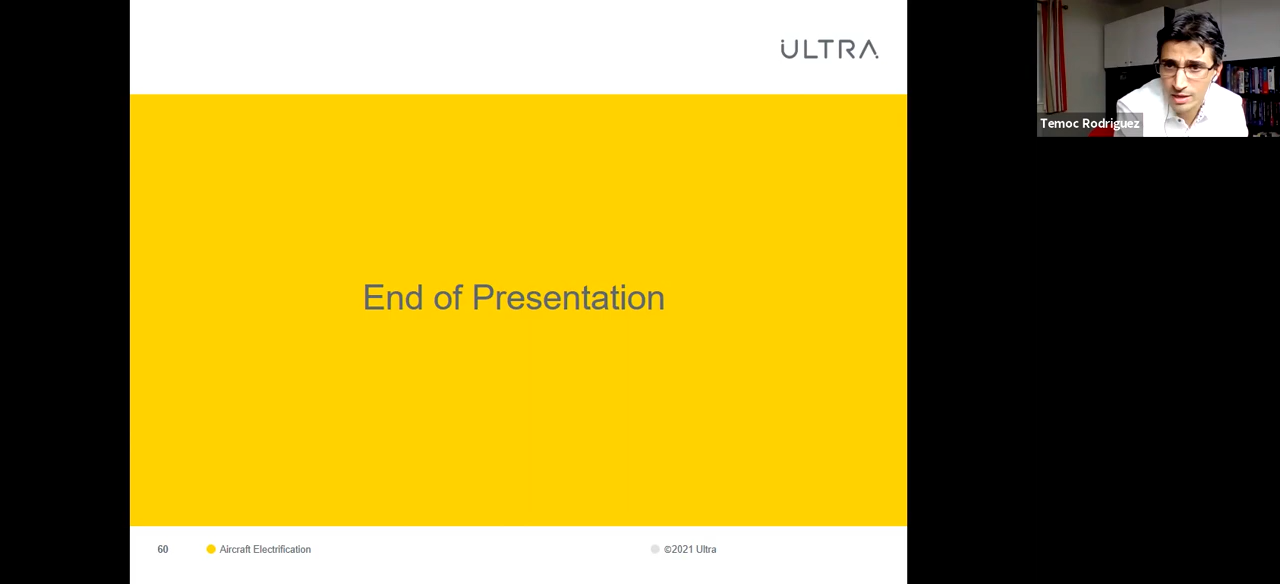 ULTRA
Temoc Rodriguez
End of Presentation
60
Aircraft Electrification
©2021 Ultra